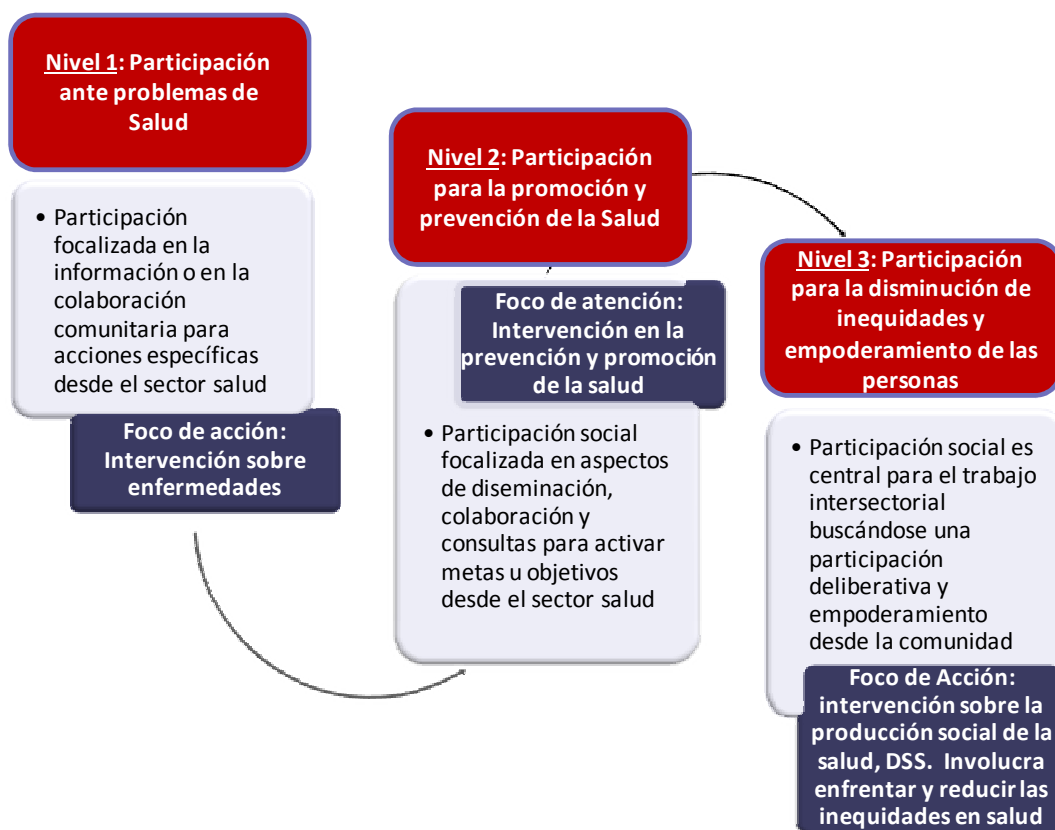 Nivel 1: Participación
ante problemas de
Salud
• Participación
focalizada en la
información o en la
colaboración
comunitaria para
acciones específicas
desde el sector salud
Foco de acción:
Intervención sobre
enfermedades
Nivel 2: Participación
para la promoción y
prevención de la Salud
Foco de atención:
Intervención en la
prevención y promoción
de la salud
• Participación social
focalizada en aspectos
de diseminación,
colaboración y
consultas para activar
metas u objetivos
desde el sector salud
Nivel 3: Participación
para la disminución de
inequidades y
empoderamiento de las
personas
• Participación social es
central para el trabajo
intersectorial
buscándose una
participación
deliberativa y
empoderamiento
desde la comunidad
Foco de Acción:
intervención sobre la
producción social de la
salud, DSS. Involucra
enfrentar y reducir las
inequidades en salud